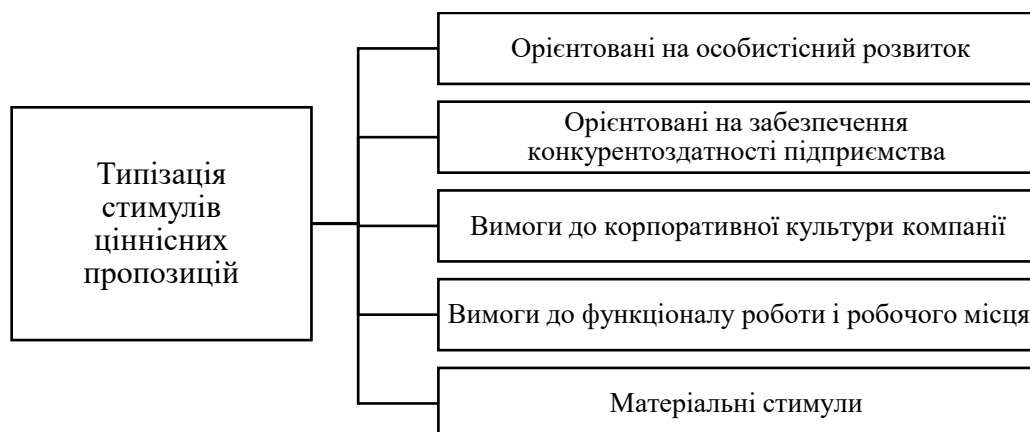 Типізація
стимулів
ціннісних
пропозицій
Орієнтовані на особистісний розвиток
Орієнтовані на забезпечення
конкурентоздатності підприємства
Вимоги до корпоративної культури компанії
Вимоги до функціоналу роботи і робочого місця
Матеріальні стимули